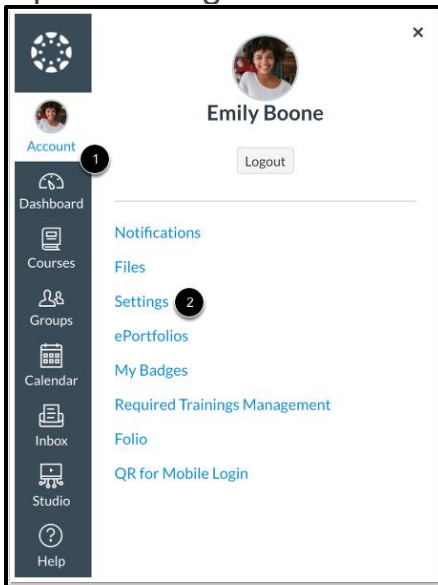 ×
Emily Boone
Logout
Account
1
Dashboard
Courses
Groups
Calendar
Inbox
Studio
Help
Notifications
Files
Settings 2
ePortfolios
My Badges
Required Trainings Management
Folio
QR for Mobile Login